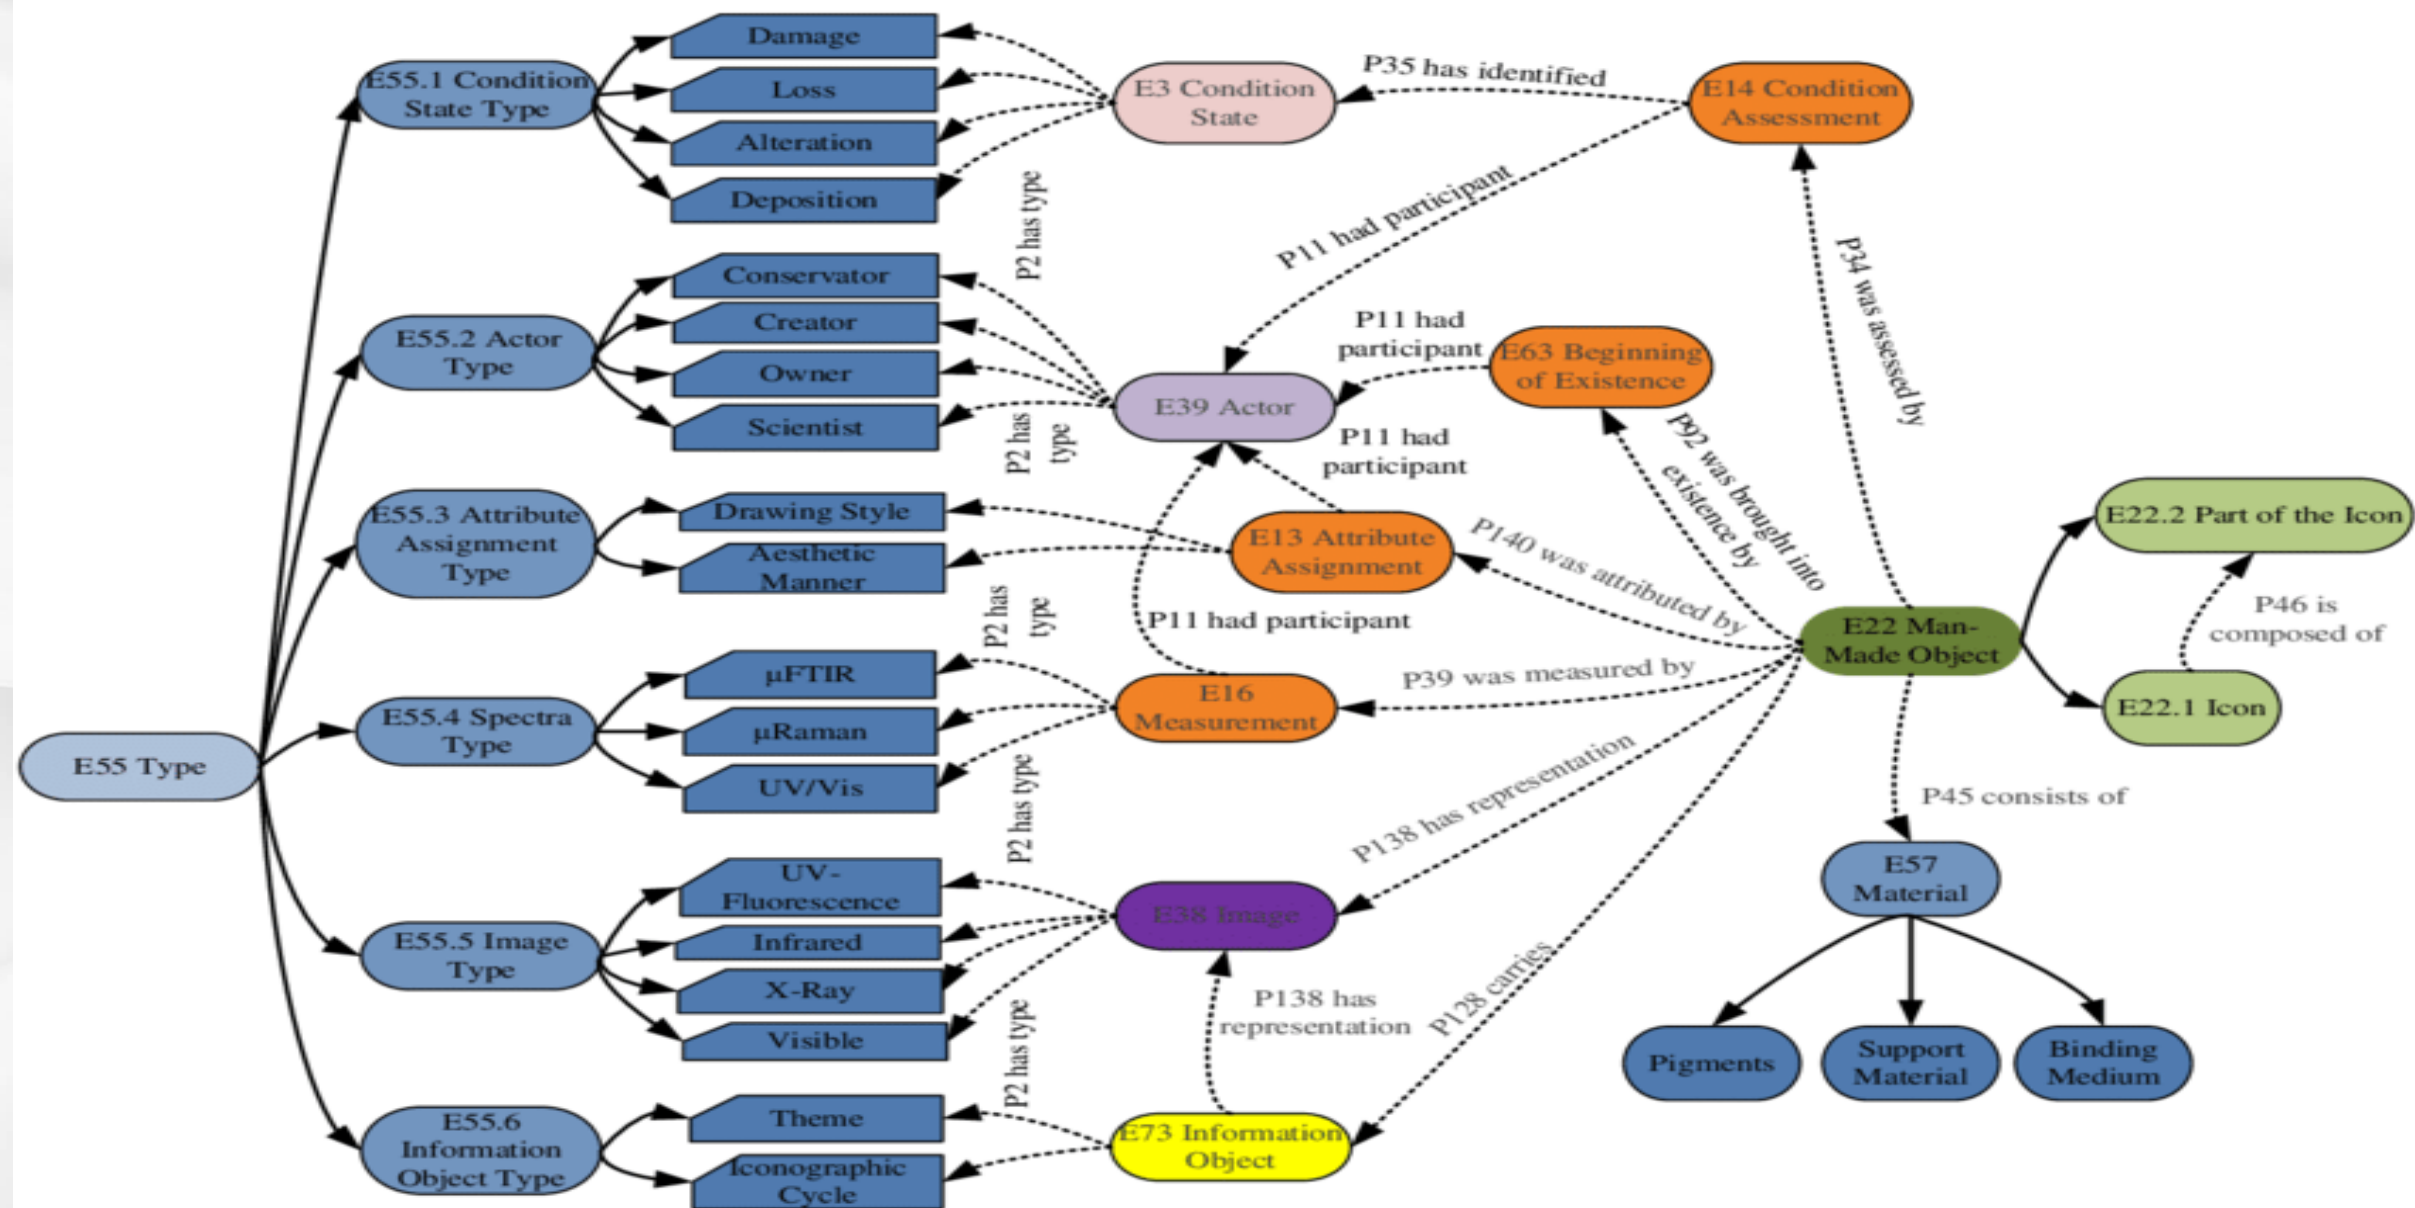 Damage
E55.1 Condition
State Type
Loss
Alteration
Deposition
E3 Condition
State
P35 has identified
E14 Condition
Assessment
P2 has type
P11 had participant
P34 was assessed by
Conservator
E55.2 Actor
Type
Creator
Owner
Scientist
E39 Actor
P11 had
participant
E63 Beginning
of Existence
P2 has
type
P11 had
participant
P92 was brought into
existence by
E55.3 Attribute
Assignment
Type
Drawing Style
Aesthetic
Manner
E13 Attribute
Assignment
P140 was attributed by
E22.2 Part of the Icon
P2 has
type
P11 had participant
E22 Man-
Made Object
P46 is
composed of
E55.4 Spectra
Type
μFTIR
μRaman
UV/Vis
E16
Measurement
P39 was measured by
E22.1 Icon
E55 Type
P2 has type
P138 has representation
P45 consists of
UV-
Fluorescence
E57
Material
E55.5 Image
Type
Infrared
X-Ray
Visible
E38 Image
P138 has
representation
P128 carries
Pigments
Support
Material
Binding
Medium
P2 has type
E55.6
Information
Object Type
Theme
Iconographic
Cycle
E73 Information
Object